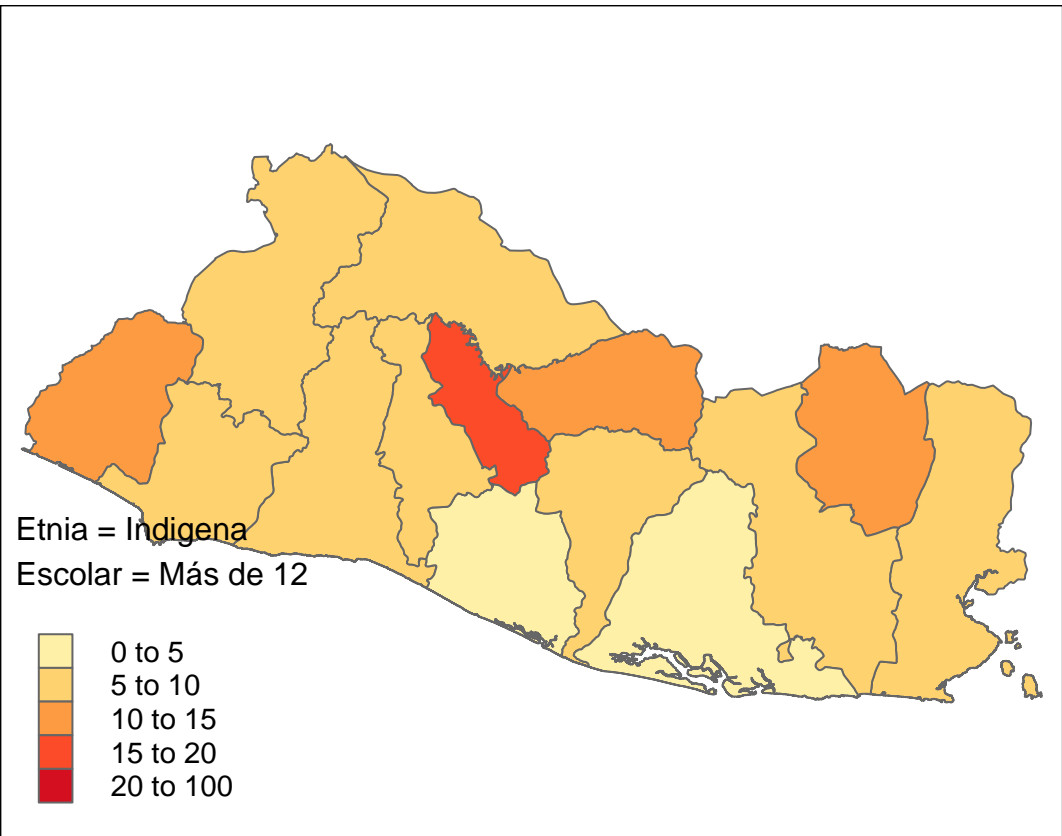 Etnia = Indigena
Escolar = Más de 12
0 to 5
5 to 10
10 to 15
15 to 20
20 to 100